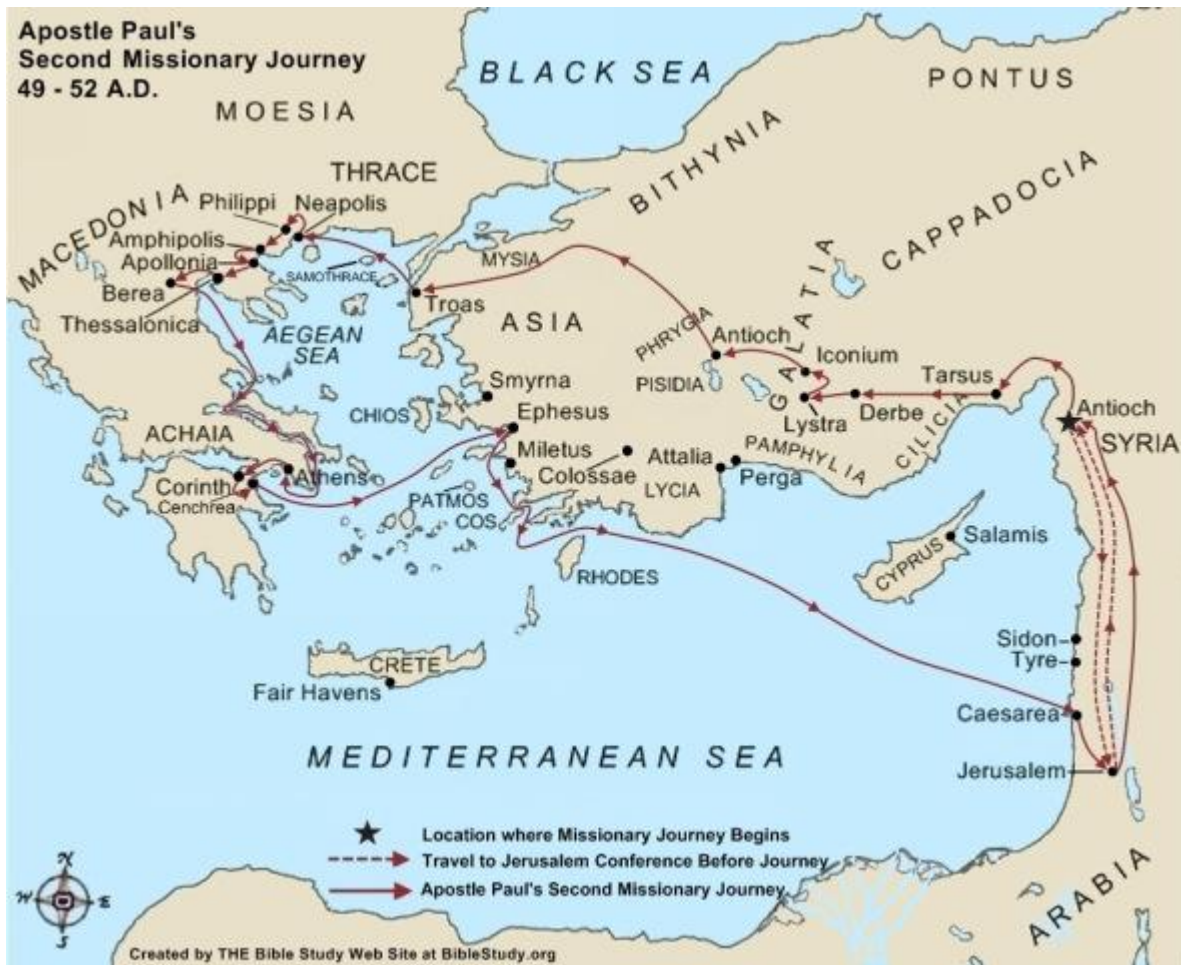 Apostle Paul's
Second Missionary Journey
49 - 52 A.D.
BLACK SEA
PONTUS
MOESIA
BITHYNIA
THRACE
CAPPADOCIA
MACEDONIA
Philippi
Neapolis
Amphipolis
Apollonia
SAMOTHRACE
MYSIA
Berea
Troas
Thessalonica
AEGEAN
SEA
ASIA
PHRYGIA
Antioch
GALATIA
Iconium
PISIDIA
Tarsus
Smyrna
Lystra
Derbe
CILICIA
Antioch
CHIOS
Ephesus
SYRIA
ACHAIA
Miletus
Colossae
Attalia
PAMPHYLIA
Athens
Corinth
Cenchrea
PATMOS
COS
LYCIA
Perga
CYPRUS
Salamis
RHODES
Sidon
Tyre
CRETE
Fair Havens
Caesarea
MEDITERRANEAN SEA
Jerusalem
Location where Missionary Journey Begins
Travel to Jerusalem Conference Before Journey
Apostle Paul's Second Missionary Journey
ARABIA
N
W
E
S
Created by THE Bible Study Web Site at BibleStudy.org